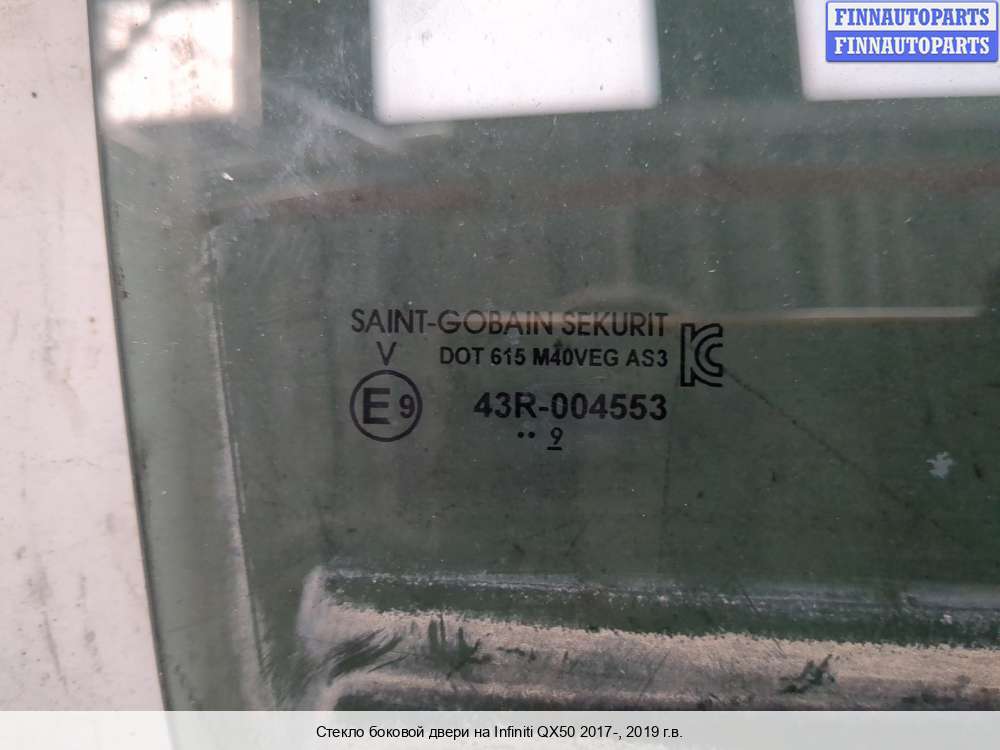 FINNAUTOPARTS
FINNAUTOPARTS
SAINT-GOBAIN SEKURIT
V DOT 615 M40VEG AS3
E9 43R-004553
•• 9
Стекло боковой двери на Infiniti QX50 2017-, 2019 г.в.